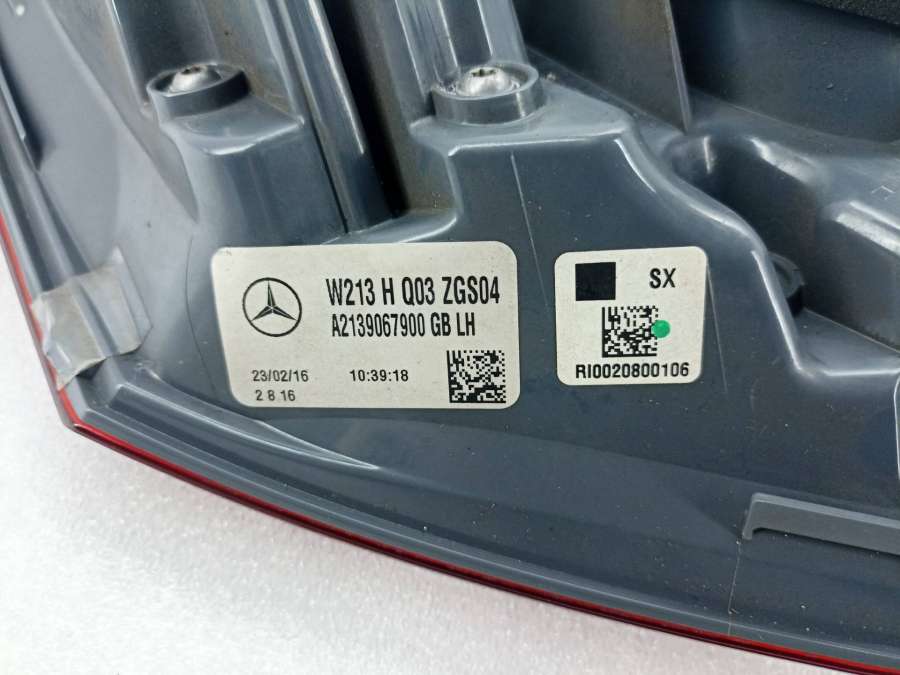 W213 H Q03 ZGS04
A2139067900 GB LH
23/02/16 10:39:18
2 8 16
SX
RI0020800106